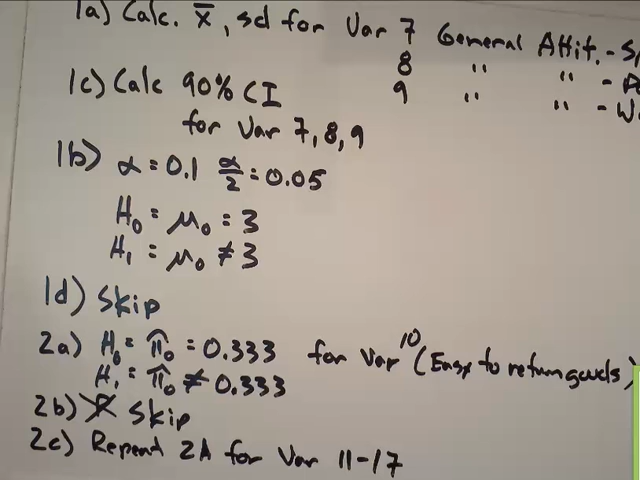 1a) Calc. x̄, sd for Var 7 General Attit. -
8 " " -
9 " " -
1c) Calc 90% CI
for Var 7,8,9
1b) α = 0.1 α/2 = 0.05
H₀ : μ₀ = 3
H₁ : μ₀ ≠ 3
1d) Skip
2a) H₀ = π̂₀ = 0.333 for Var 10 (Easy to return goods)
H₁ = π̂₀ ≠ 0.333
2b) Skip
2c) Repeat 2A for Var 11-17